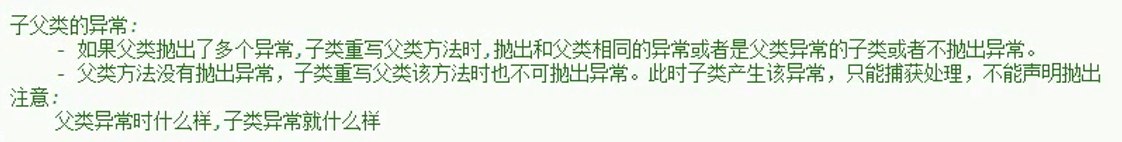 子父类的异常:
- 如果父类抛出了多个异常,子类重写父类方法时,抛出和父类相同的异常或者是父类异常的子类或者不抛出异常。
- 父类方法没有抛出异常，子类重写父类该方法时也不可抛出异常。此时子类产生该异常，只能捕获处理，不能声明抛出
注意:
父类异常时什么样,子类异常就什么样